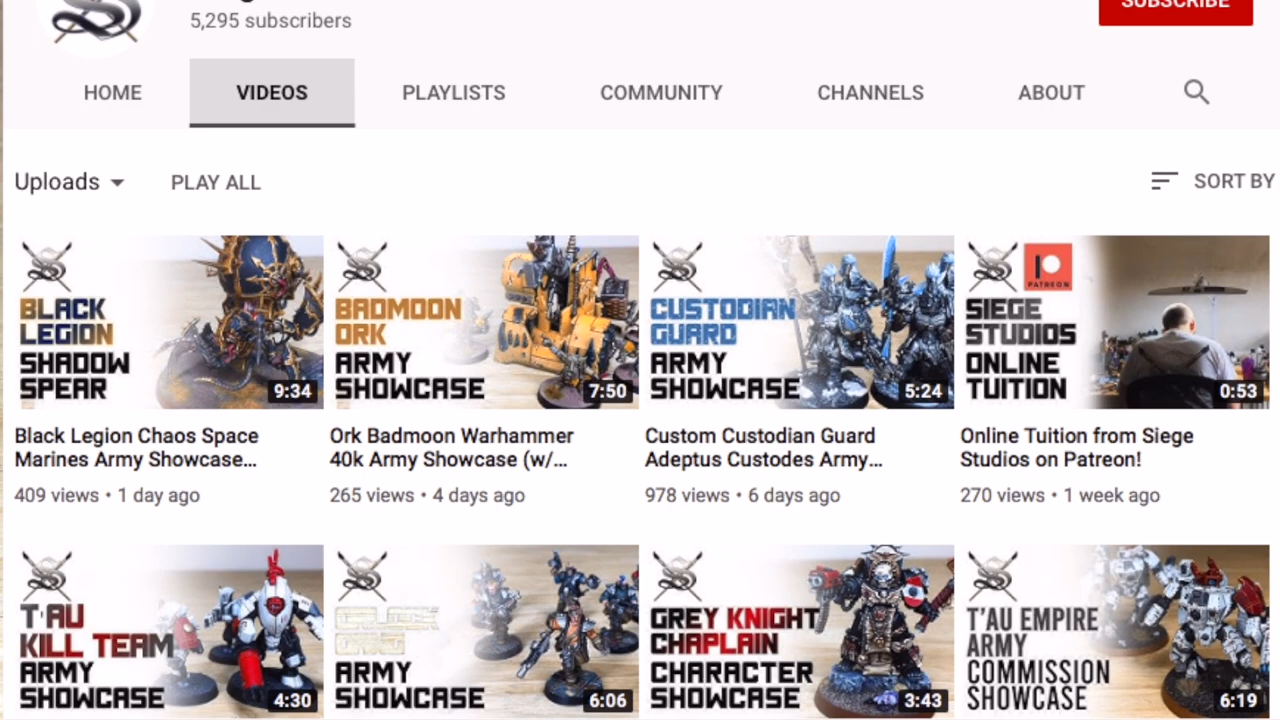 5,295 subscribers
SUBSCRIBE
HOME
VIDEOS
PLAYLISTS
COMMUNITY
CHANNELS
ABOUT
Uploads
PLAY ALL
SORT BY
BLACK
LEGION
SHADOW
SPEAR
9:34
BADMOON
ORK
ARMY
SHOWCASE
7:50
CUSTODIAN
GUARD
ARMY
SHOWCASE
5:24
PATREON
SIEGE
STUDIOS
ONLINE
TUITION
0:53
Black Legion Chaos Space
Marines Army Showcase...
409 views • 1 day ago
Ork Badmoon Warhammer
40k Army Showcase (w/...
265 views • 4 days ago
Custom Custodian Guard
Adeptus Custodes Army...
978 views • 6 days ago
Online Tuition from Siege
Studios on Patreon!
270 views • 1 week ago
T'AU
KILL TEAM
ARMY
SHOWCASE
4:30
ARMY
SHOWCASE
6:06
GREY KNIGHT
CHAPLAIN
CHARACTER
SHOWCASE
3:43
T'AU EMPIRE
ARMY
COMMISSION
SHOWCASE
6:19